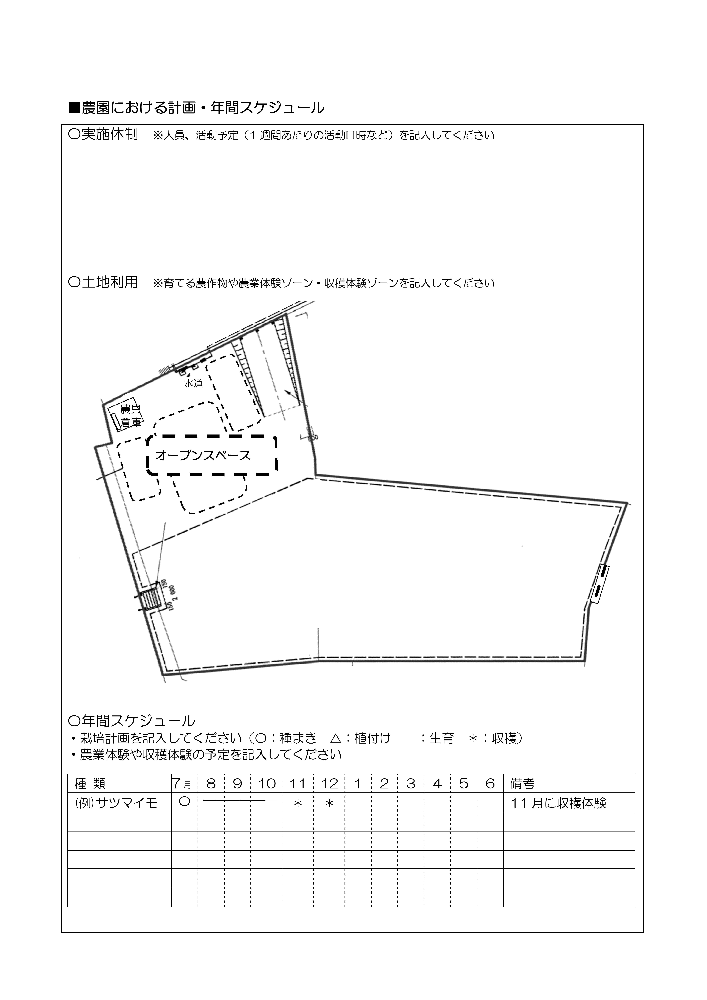 ■農園における計画・年間スケジュール
〇実施体制　※人員、活動予定（1 週間あたりの活動日時など）を記入してください
〇土地利用　※育てる農作物や農業体験ゾーン・収穫体験ゾーンを記入してください
水道
農具
倉庫
オープンスペース
150
2 000
150
〇年間スケジュール
・栽培計画を記入してください（〇：種まき　△：植付け　―：生育　＊：収穫）
・農業体験や収穫体験の予定を記入してください
種 類 7月 8 9 10 11 12 1 2 3 4 5 6 備考
(例)サツマイモ 〇 ――― ＊ ＊ 11 月に収穫体験